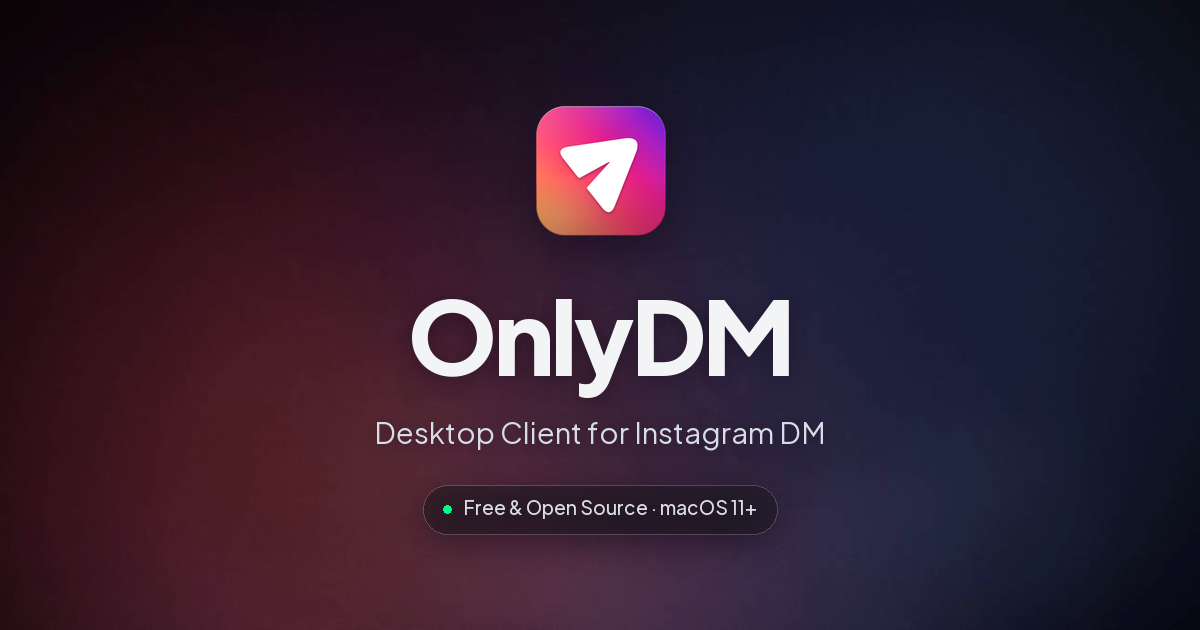 OnlyDM
Desktop Client for Instagram DM
Free & Open Source · macOS 11+